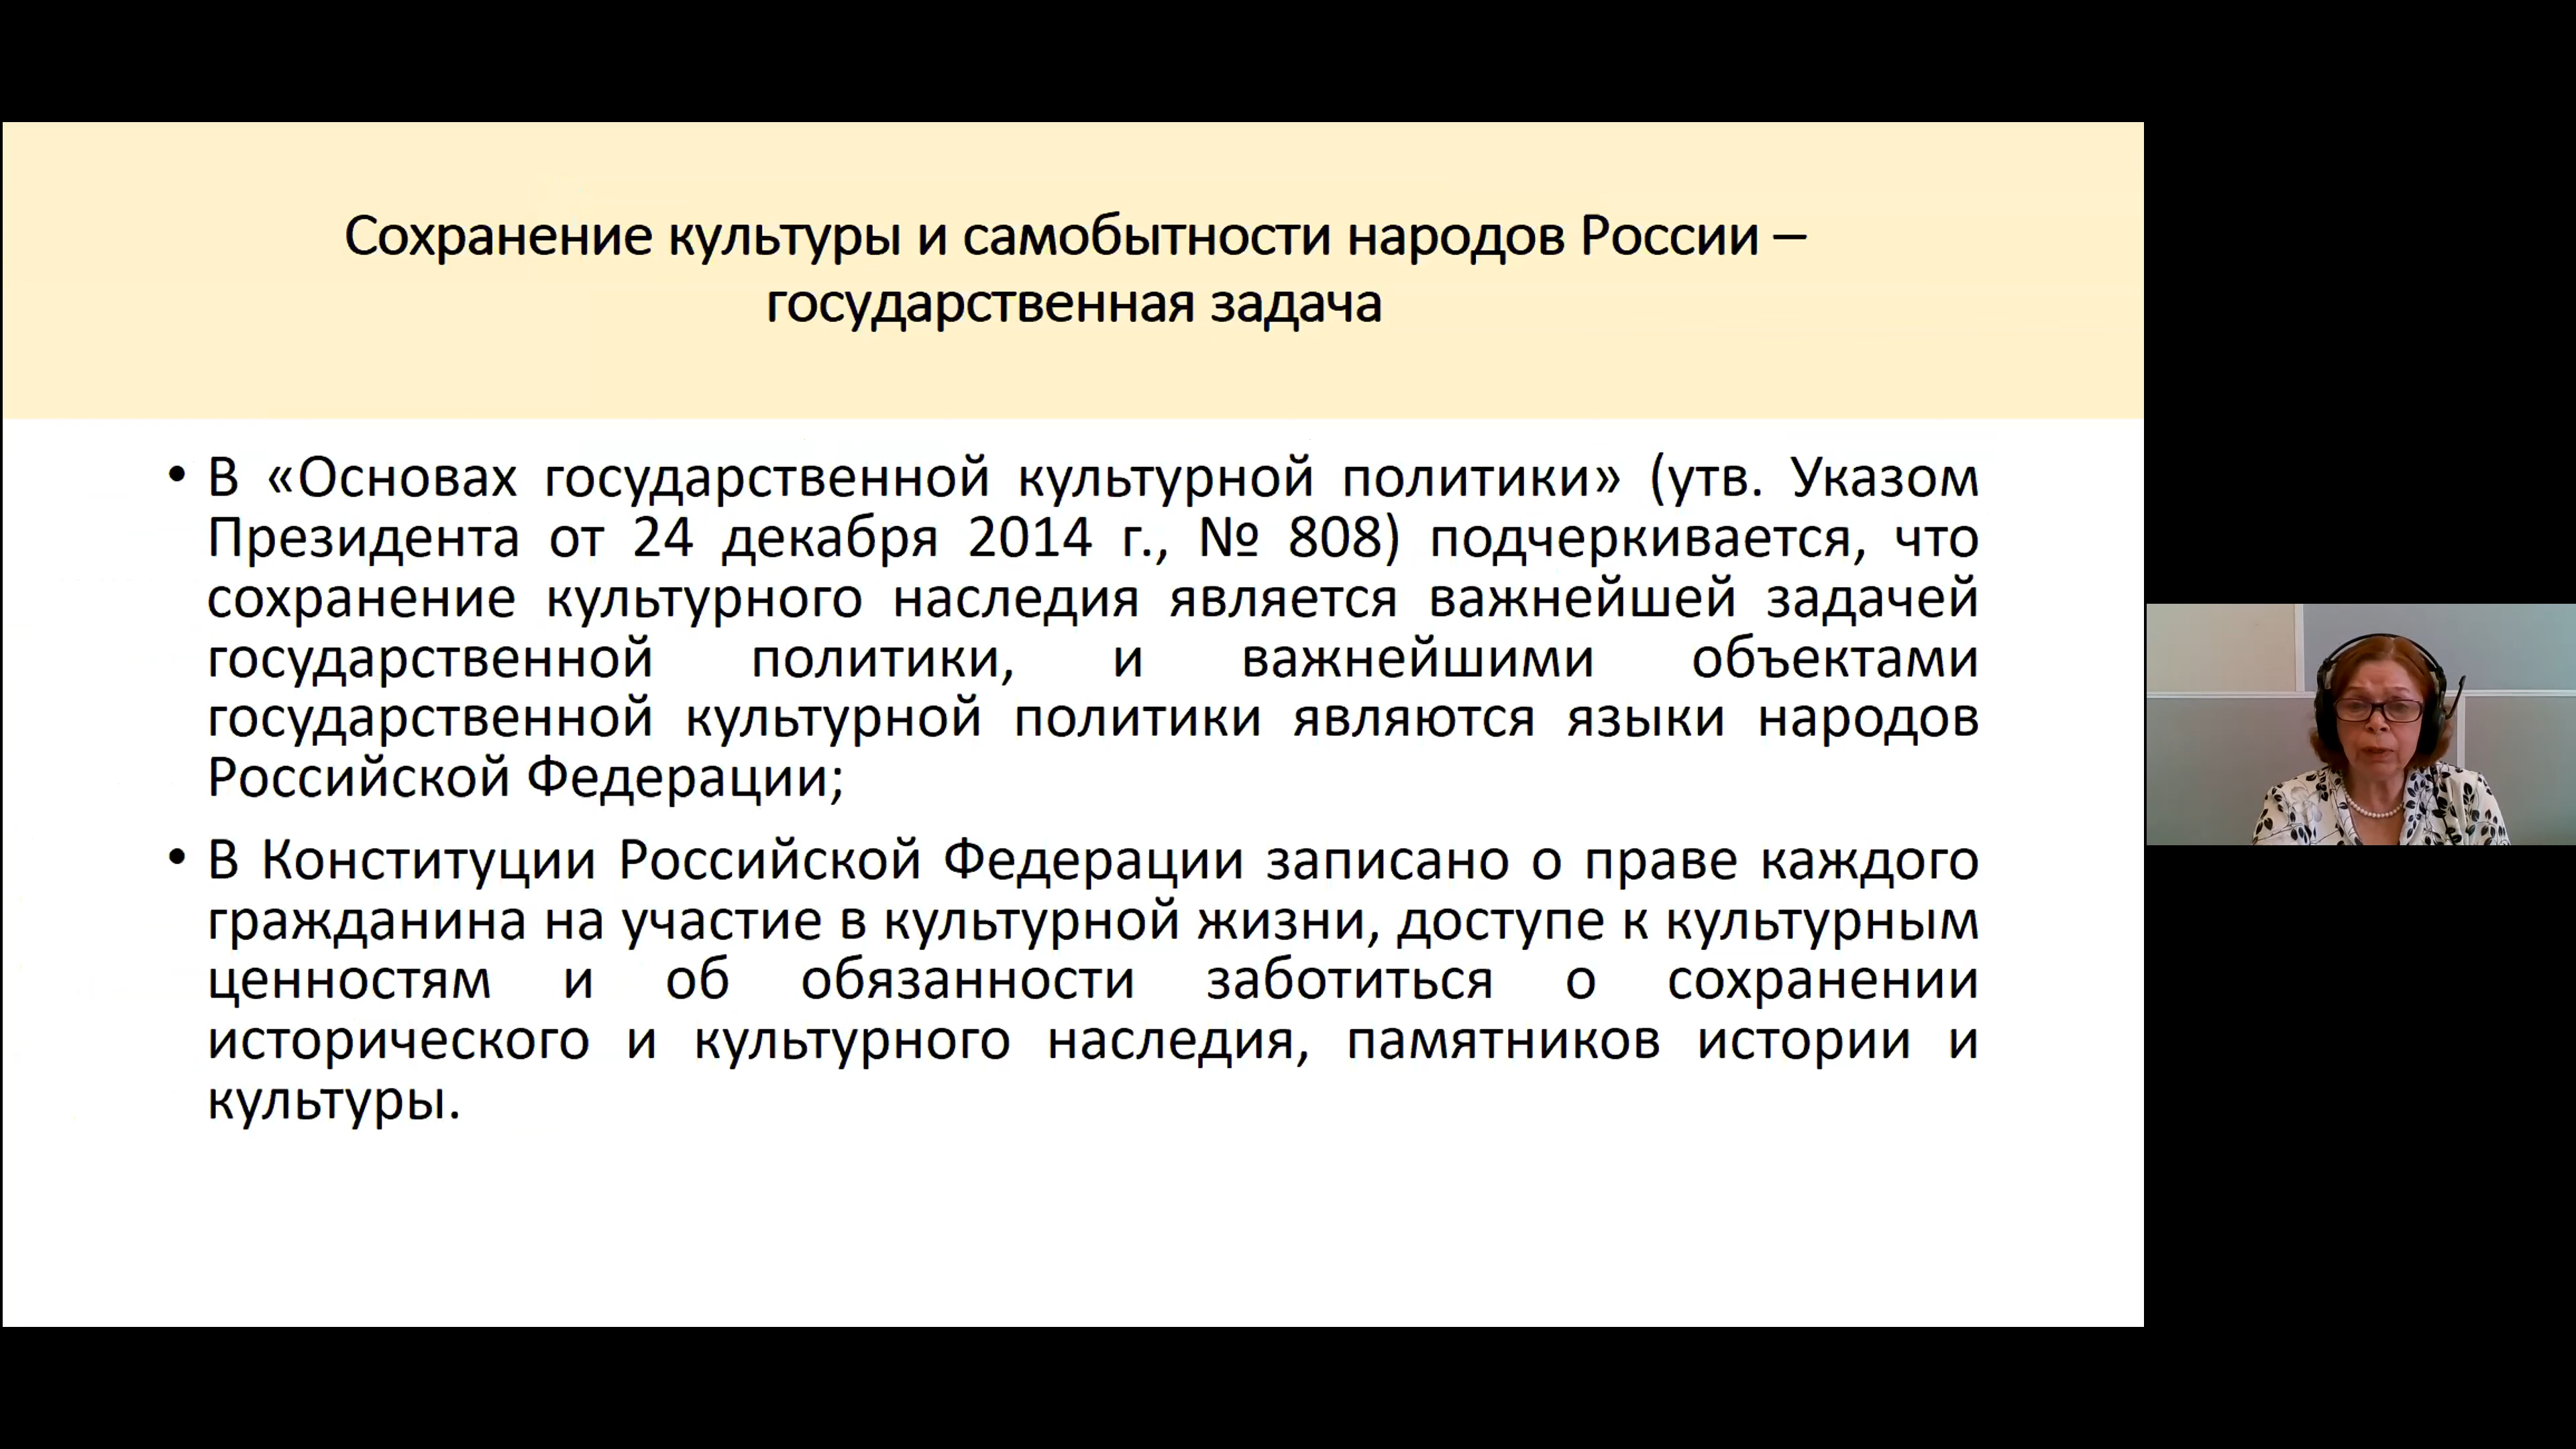 Сохранение культуры и самобытности народов России –
государственная задача
• В «Основах государственной культурной политики» (утв. Указом
Президента от 24 декабря 2014 г., № 808) подчеркивается, что
сохранение культурного наследия является важнейшей задачей
государственной политики, и важнейшими объектами
государственной культурной политики являются языки народов
Российской Федерации;
• В Конституции Российской Федерации записано о праве каждого
гражданина на участие в культурной жизни, доступе к культурным
ценностям и об обязанности заботиться о сохранении
исторического и культурного наследия, памятников истории и
культуры.